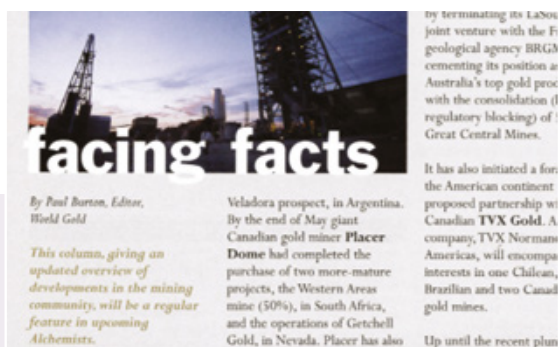 facing facts
By Paul Burton, Editor,
World Gold
This column, giving an
updated overview of
developments in the mining
community, will be a regular
feature in upcoming
Alchemists.
Veladora prospect, in Argentina.
By the end of May giant
Canadian gold miner Placer
Dome had completed the
purchase of two more-mature
projects, the Western Areas
mine (50%), in South Africa,
and the operations of Getchell
Gold, in Nevada. Placer has also
by terminating its LaSou
joint venture with the F
geological agency BRGM
cementing its position a
Australia's top gold proc
with the consolidation (
regulatory blocking) of
Great Central Mines.
It has also initiated a for
the American continent
proposed partnership wi
Canadian TVX Gold. A
company, TVX Norman
Americas, will encompa
interests in one Chilean,
Brazilian and two Canad
gold mines.
Up until the recent plu